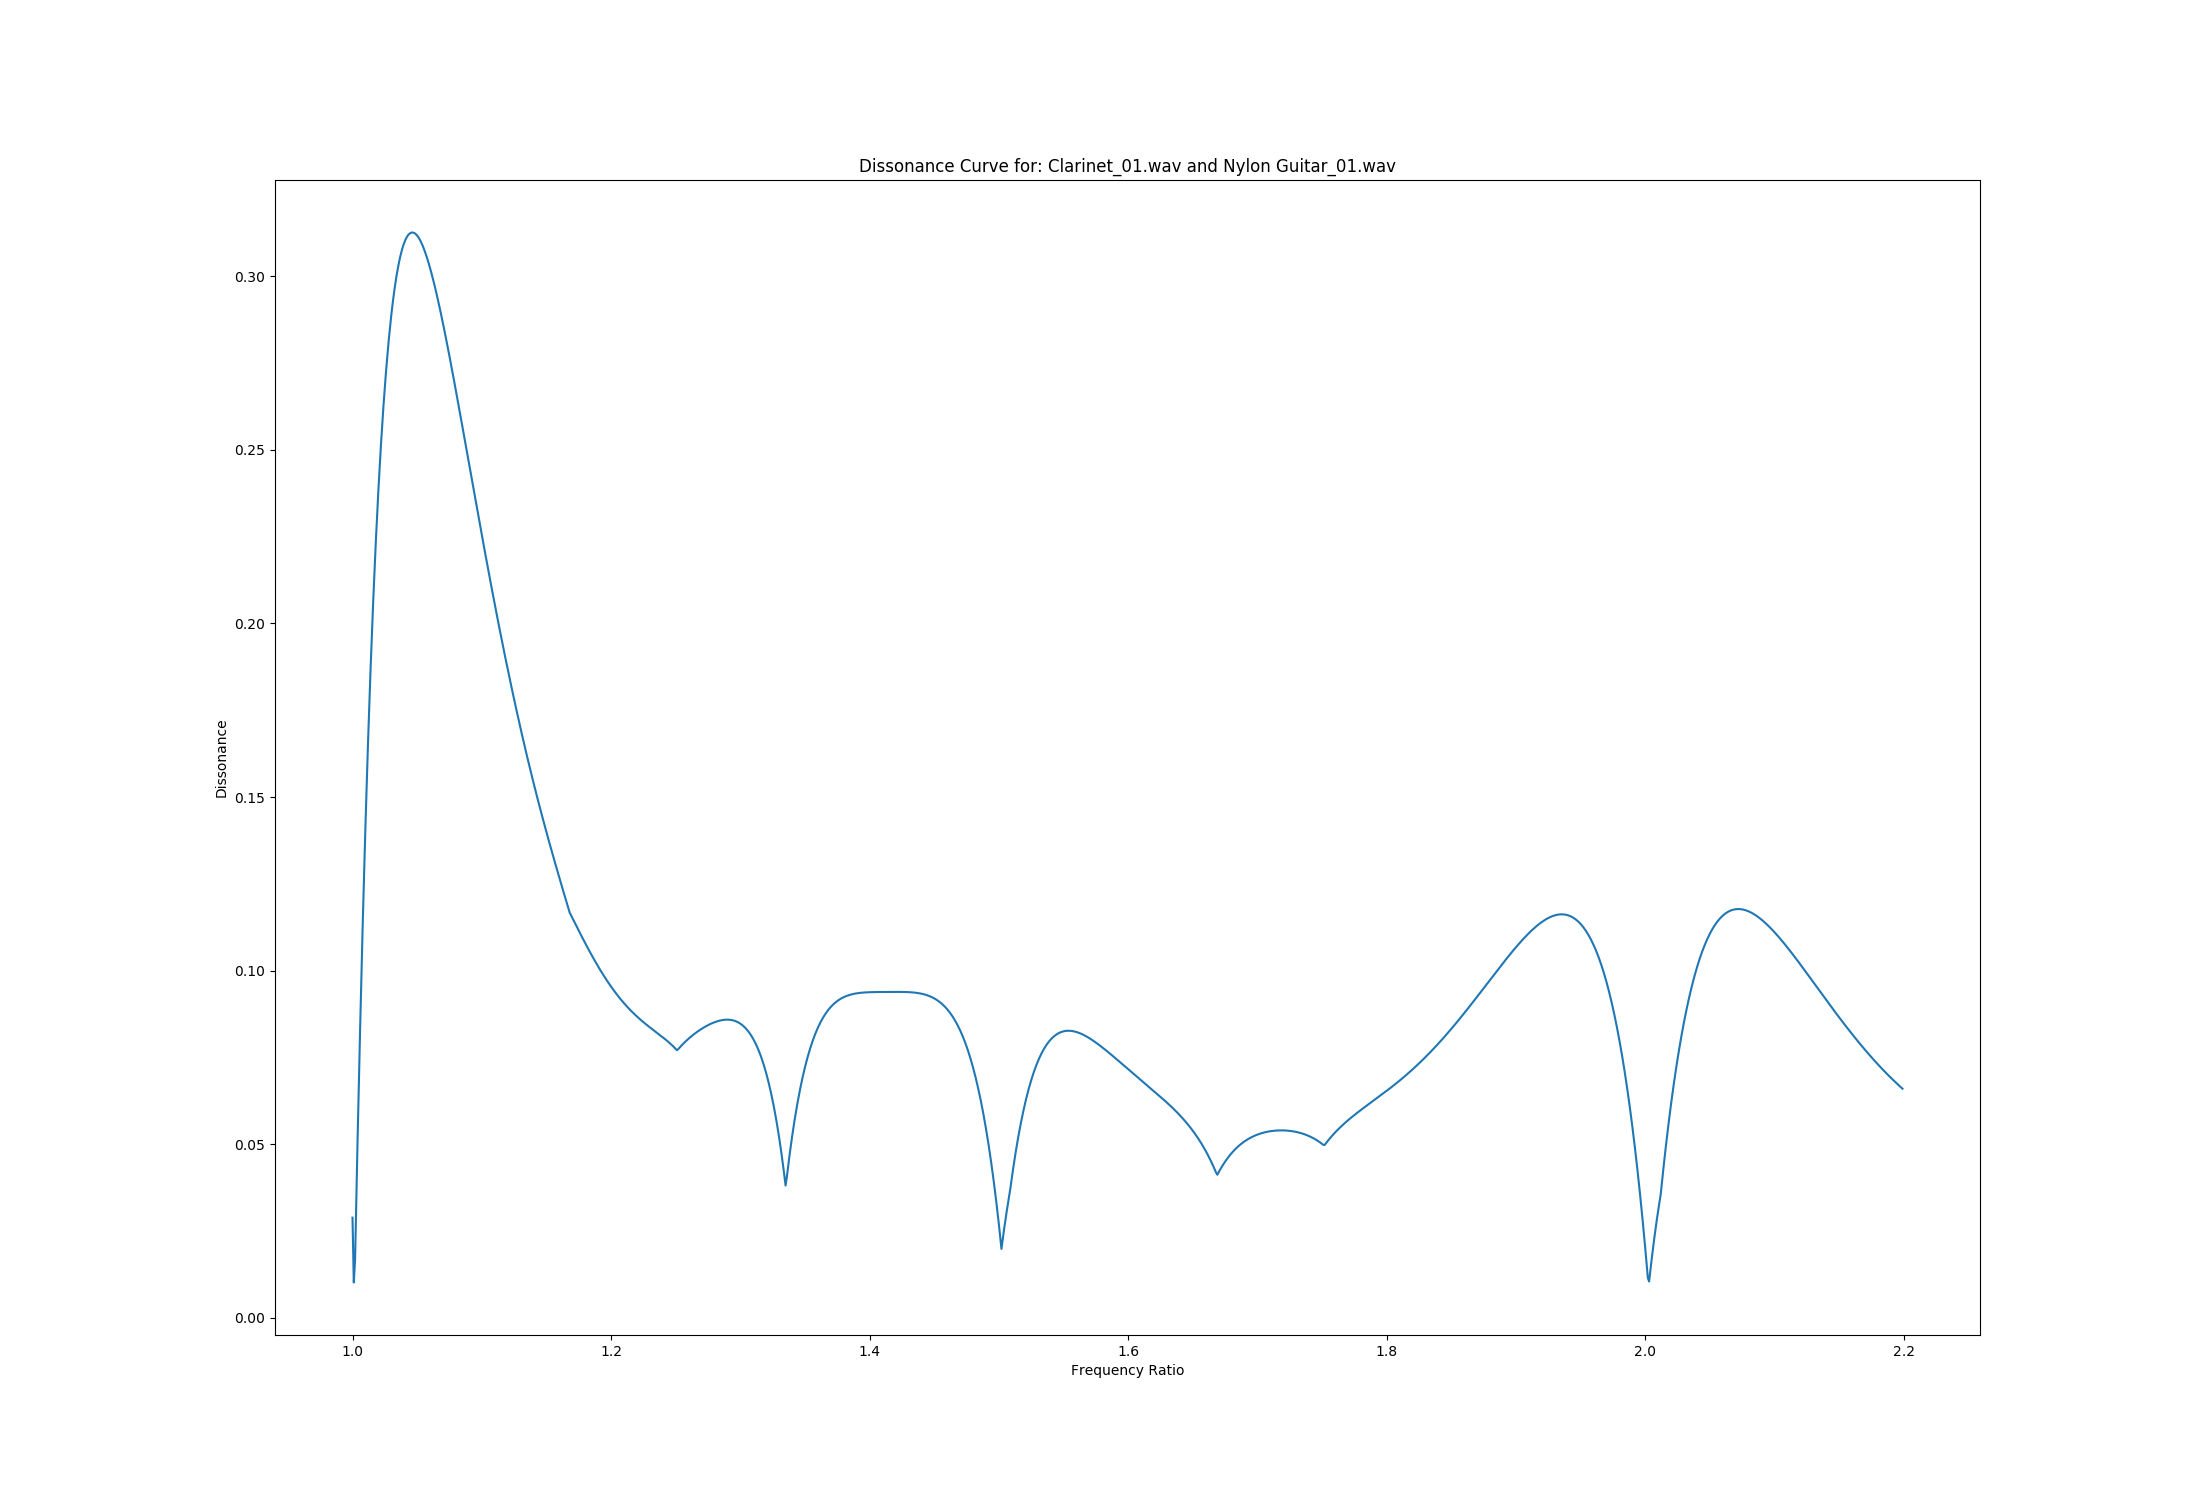 Dissonance Curve for: Clarinet_01.wav and Nylon Guitar_01.wav
0.30
0.25
0.20
0.15
0.10
0.05
0.00
Dissonance
1.0 1.2 1.4 1.6 1.8 2.0 2.2
Frequency Ratio